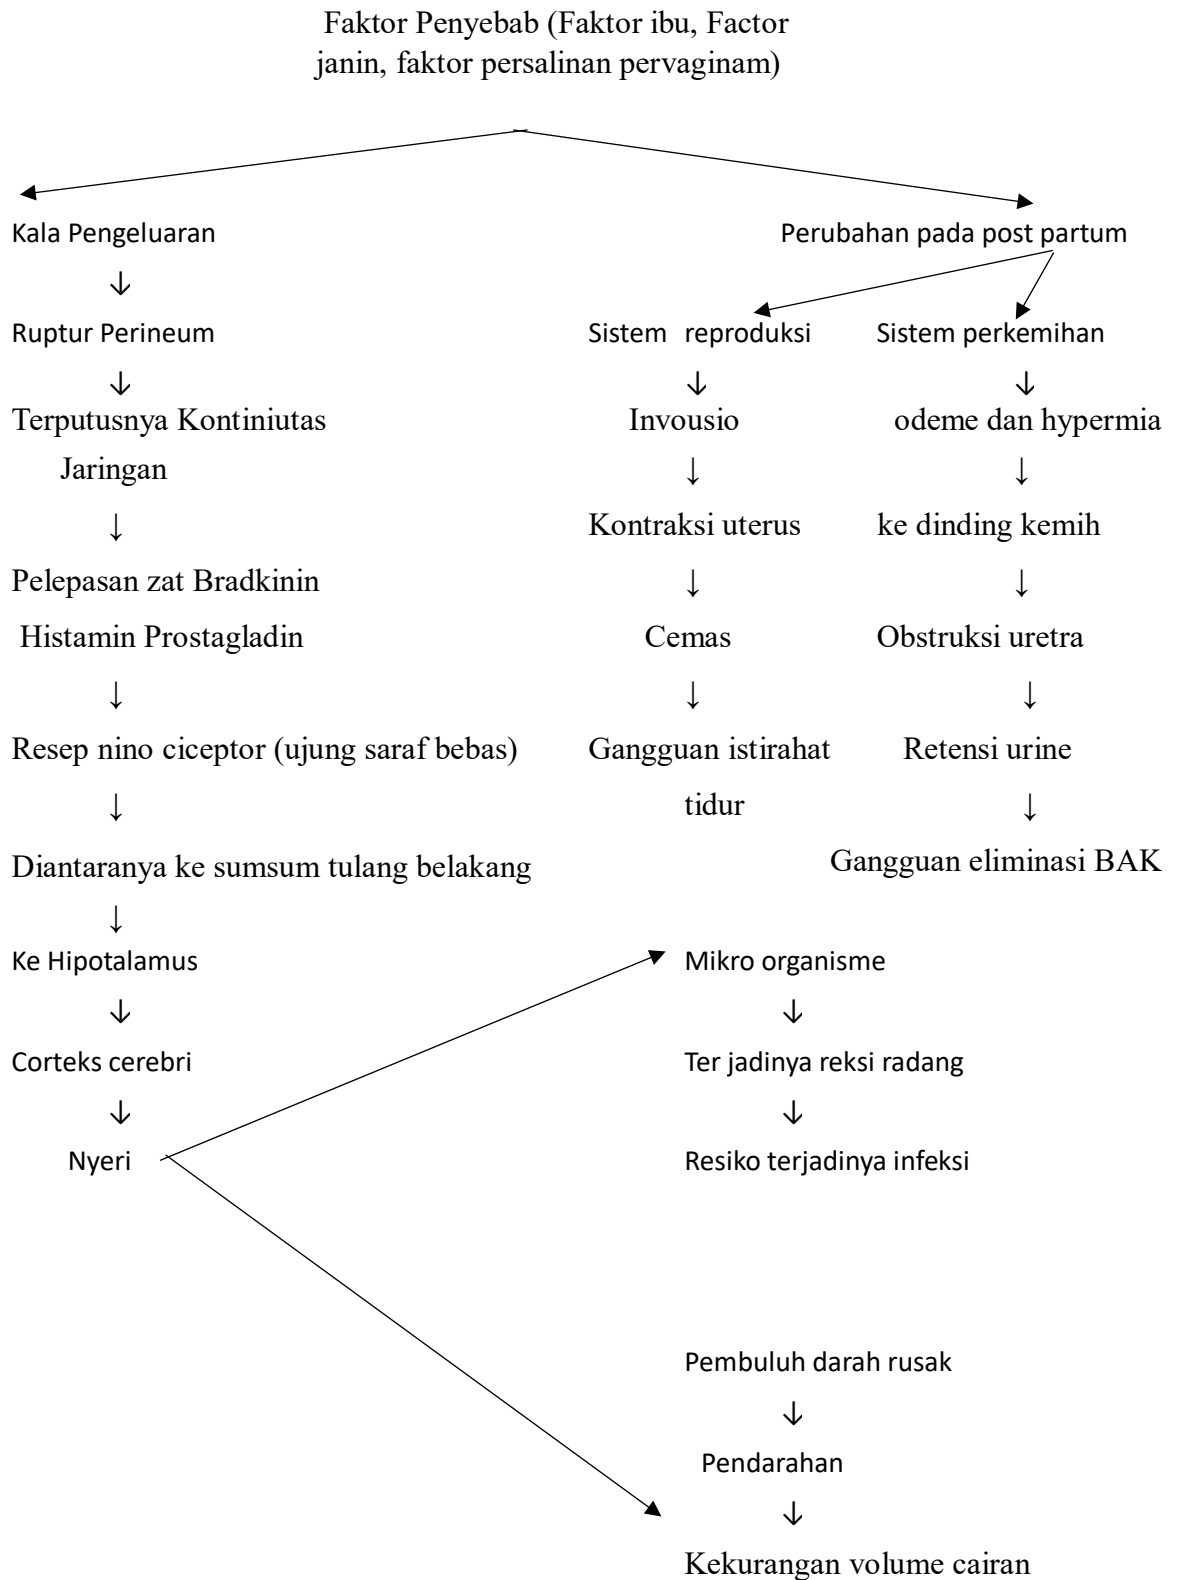 Faktor Penyebab (Faktor ibu, Factor
janin, faktor persalinan pervaginam)
Kala Pengeluaran
Perubahan pada post partum
Ruptur Perineum
Sistem reproduksi
Sistem perkemihan
Terputusnya Kontiniutas
Jaringan
Invousio
odeme dan hypermia
Kontraksi uterus
ke dinding kemih
Pelepasan zat Bradkinin
Histamin Prostagladin
Cemas
Obstruksi uretra
Resep nino ciceptor (ujung saraf bebas)
Gangguan istirahat
tidur
Retensi urine
Diantaranya ke sumsum tulang belakang
Gangguan eliminasi BAK
Ke Hipotalamus
Mikro organisme
Corteks cerebri
Ter jadinya reksi radang
Nyeri
Resiko terjadinya infeksi
Pembuluh darah rusak
Pendarahan
Kekurangan volume cairan